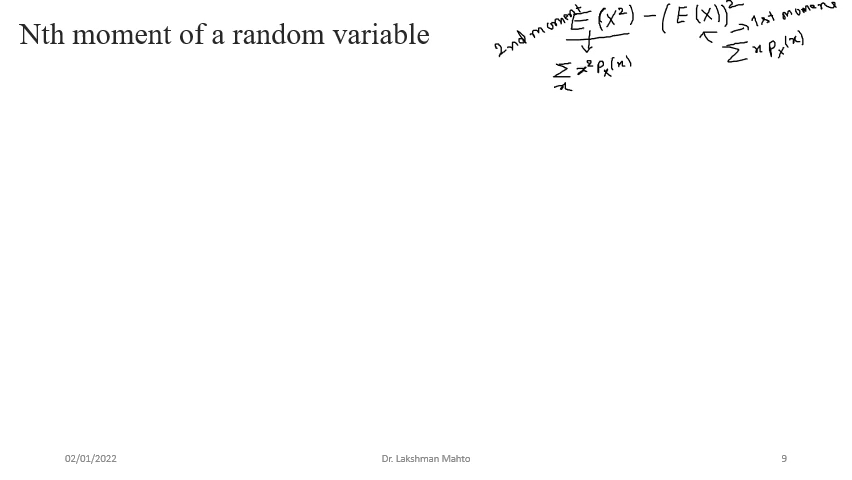 Nth moment of a random variable
2nd moment E(X²) - (E(X))² → 1st moment
Σ x² Pₓ(x)
x
Σ x Pₓ(x)
02/01/2022
Dr. Lakshman Mahto
9